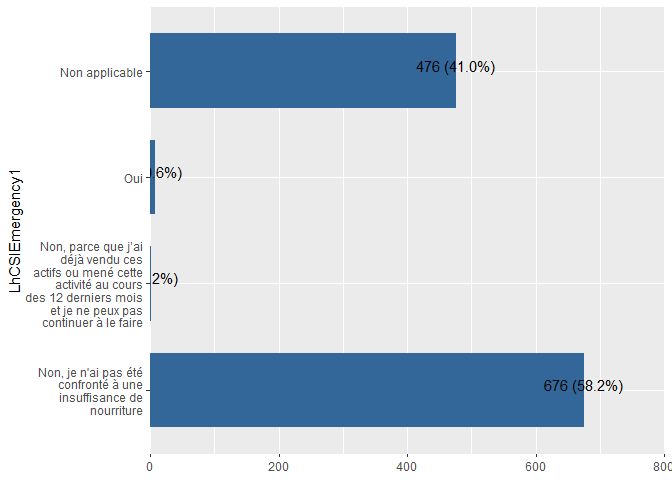 LhCSIEmergency1
Non applicable
476 (41.0%)
Oui
.6%)
Non, parce que j'ai
déjà vendu ces
actifs ou mené cette
activité au cours
des 12 derniers mois
et je ne peux pas
continuer à le faire
.2%)
Non, je n'ai pas été
confronté à une
insuffisance de
nourriture
676 (58.2%)
0
200
400
600
800